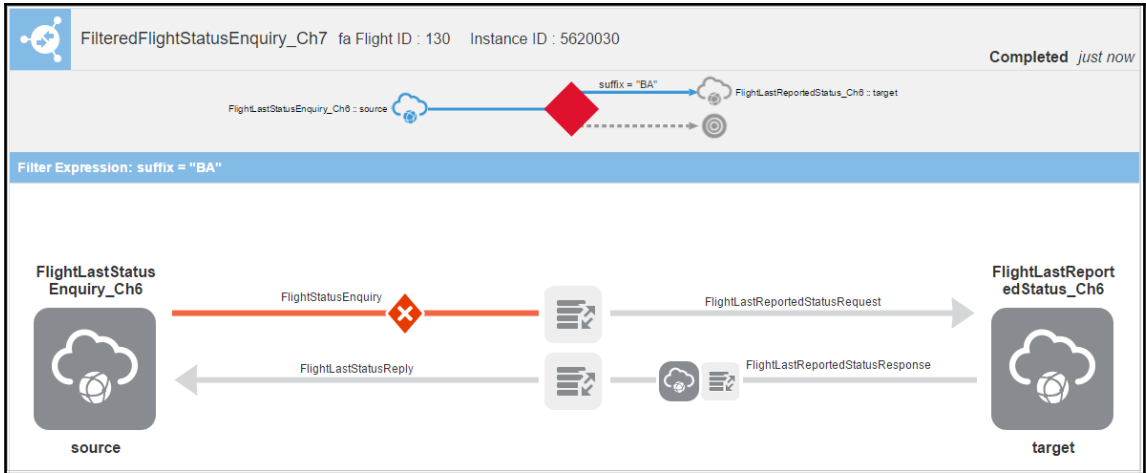 FilteredFlightStatusEnquiry_Ch7 fa Flight ID : 130 Instance ID : 5620030
Completed just now
suffix = "BA"
FlightLastStatusEnquiry_Ch6 :: source
FlightLastReportedStatus_Ch6 :: target
Filter Expression: suffix = "BA"
FlightLastStatus
Enquiry_Ch6
FlightLastReport
edStatus_Ch6
FlightStatusEnquiry
FlightLastReportedStatusRequest
FlightLastStatusReply
FlightLastReportedStatusResponse
source
target